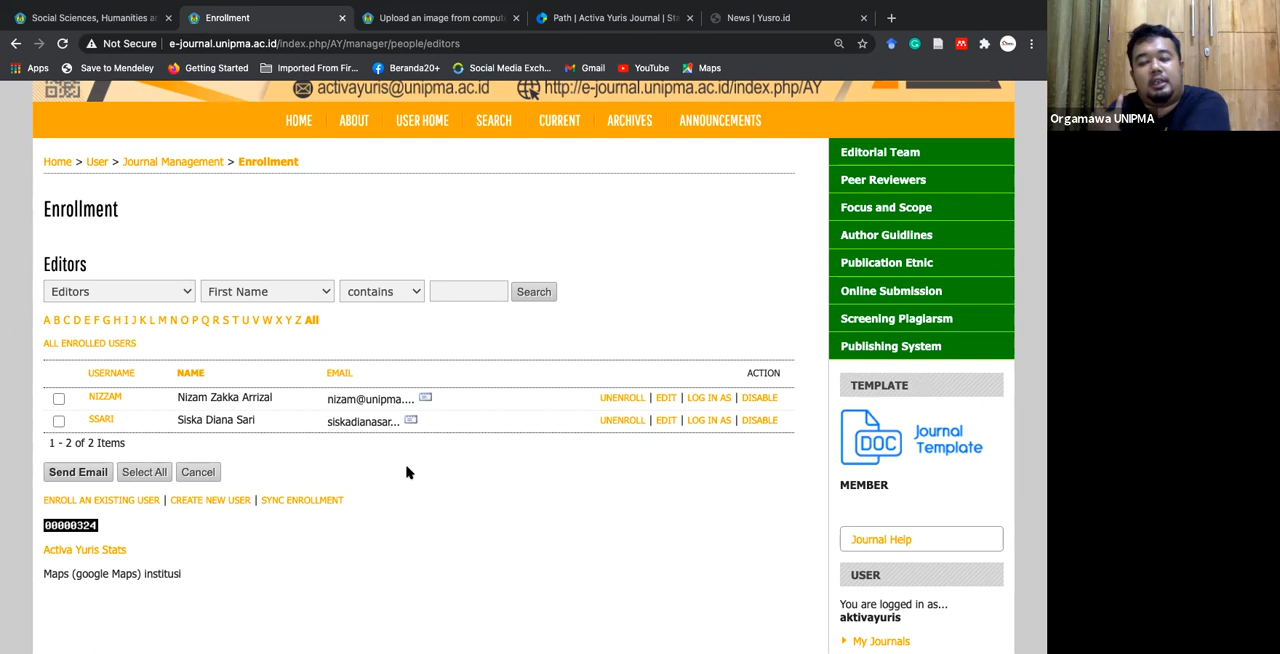 Social Sciences, Humanities a
Enrollment
Upload an image from comput
Path | Activa Yuris Journal | Sta
News | Yusro.id
Not Secure | e-journal.unipma.ac.id/index.php/AY/manager/people/editors
Apps
Save to Mendeley
Getting Started
Imported From Fir...
Beranda20+
Social Media Exch...
Gmail
YouTube
Maps
activayuris@unipma.ac.id
http://e-journal.unipma.ac.id/index.php/AY
HOME ABOUT USER HOME SEARCH CURRENT ARCHIVES ANNOUNCEMENTS
Home > User > Journal Management > Enrollment
Enrollment
Editors
Editors First Name contains Search
A B C D E F G H I J K L M N O P Q R S T U V W X Y Z All
ALL ENROLLED USERS
USERNAME NAME EMAIL ACTION
NIZZAM Nizam Zakka Arrizal nizam@unipma.... UNENROLL | EDIT | LOG IN AS | DISABLE
SSARI Siska Diana Sari siskadianasar... UNENROLL | EDIT | LOG IN AS | DISABLE
1 - 2 of 2 Items
Send Email Select All Cancel
ENROLL AN EXISTING USER | CREATE NEW USER | SYNC ENROLLMENT
00000324
Activa Yuris Stats
Maps (google Maps) institusi
Editorial Team
Peer Reviewers
Focus and Scope
Author Guidlines
Publication Etnic
Online Submission
Screening Plagiarsm
Publishing System
TEMPLATE
DOC
Journal
Template
MEMBER
Journal Help
USER
You are logged in as...
aktivayuris
My Journals
Orgamawa UNIPMA